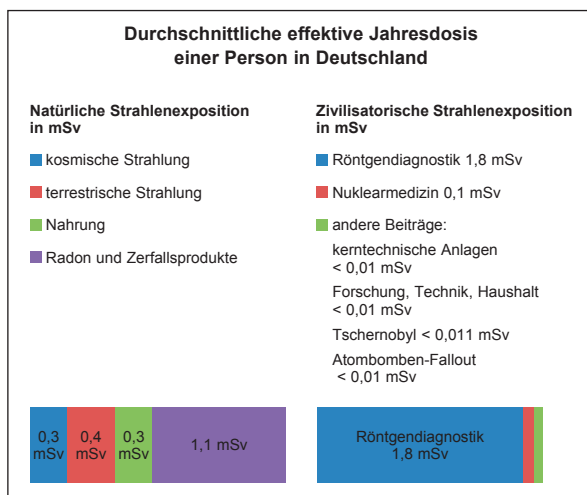 Durchschnittliche effektive Jahresdosis
einer Person in Deutschland
Natürliche Strahlenexposition
in mSv
kosmische Strahlung
terrestrische Strahlung
Nahrung
Radon und Zerfallsprodukte
Zivilisatorische Strahlenexposition
in mSv
Röntgendiagnostik 1,8 mSv
Nuklearmedizin 0,1 mSv
andere Beiträge:
kerntechnische Anlagen
< 0,01 mSv
Forschung, Technik, Haushalt
< 0,01 mSv
Tschernobyl < 0,011 mSv
Atombomben-Fallout
< 0,01 mSv
0,3
mSv
0,4
mSv
0,3
mSv
1,1 mSv
Röntgendiagnostik
1,8 mSv